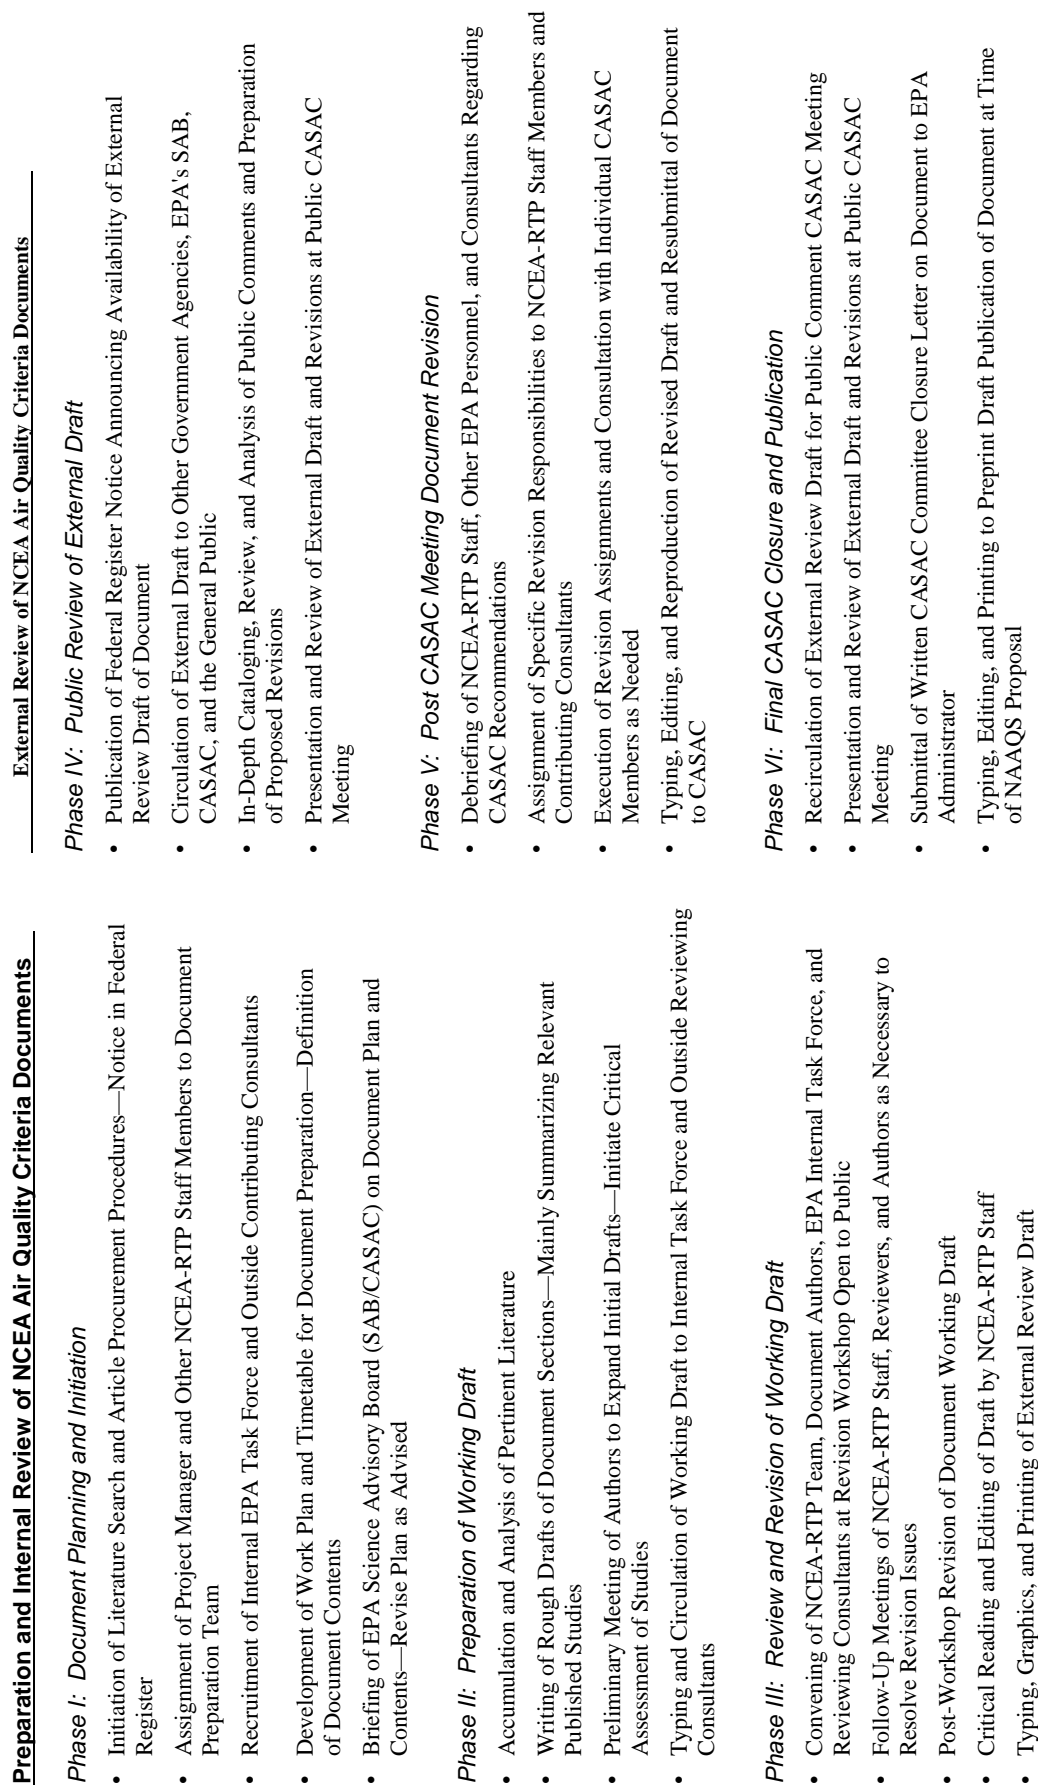 Preparation and Internal Review of NCEA Air Quality Criteria Documents
Phase I: Document Planning and Initiation
• Initiation of Literature Search and Article Procurement Procedures—Notice in Federal
Register
• Assignment of Project Manager and Other NCEA-RTP Staff Members to Document
Preparation Team
• Recruitment of Internal EPA Task Force and Outside Contributing Consultants
• Development of Work Plan and Timetable for Document Preparation—Definition
of Document Contents
• Briefing of EPA Science Advisory Board (SAB/CASAC) on Document Plan and
Contents—Revise Plan as Advised
Phase II: Preparation of Working Draft
• Accumulation and Analysis of Pertinent Literature
• Writing of Rough Drafts of Document Sections—Mainly Summarizing Relevant
Published Studies
• Preliminary Meeting of Authors to Expand Initial Drafts—Initiate Critical
Assessment of Studies
• Typing and Circulation of Working Draft to Internal Task Force and Outside Reviewing
Consultants
Phase III: Review and Revision of Working Draft
• Convening of NCEA-RTP Team, Document Authors, EPA Internal Task Force, and
Reviewing Consultants at Revision Workshop Open to Public
• Follow-Up Meetings of NCEA-RTP Staff, Reviewers, and Authors as Necessary to
Resolve Revision Issues
• Post-Workshop Revision of Document Working Draft
• Critical Reading and Editing of Draft by NCEA-RTP Staff
• Typing, Graphics, and Printing of External Review Draft
External Review of NCEA Air Quality Criteria Documents
Phase IV: Public Review of External Draft
• Publication of Federal Register Notice Announcing Availability of External
Review Draft of Document
• Circulation of External Draft to Other Government Agencies, EPA's SAB,
CASAC, and the General Public
• In-Depth Cataloging, Review, and Analysis of Public Comments and Preparation
of Proposed Revisions
• Presentation and Review of External Draft and Revisions at Public CASAC
Meeting
Phase V: Post CASAC Meeting Document Revision
• Debriefing of NCEA-RTP Staff, Other EPA Personnel, and Consultants Regarding
CASAC Recommendations
• Assignment of Specific Revision Responsibilities to NCEA-RTP Staff Members and
Contributing Consultants
• Execution of Revision Assignments and Consultation with Individual CASAC
Members as Needed
• Typing, Editing, and Reproduction of Revised Draft and Resubmittal of Document
to CASAC
Phase VI: Final CASAC Closure and Publication
• Recirculation of External Review Draft for Public Comment CASAC Meeting
• Presentation and Review of External Draft and Revisions at Public CASAC
Meeting
• Submittal of Written CASAC Committee Closure Letter on Document to EPA
Administrator
• Typing, Editing, and Printing to Preprint Draft Publication of Document at Time
of NAAQS Proposal